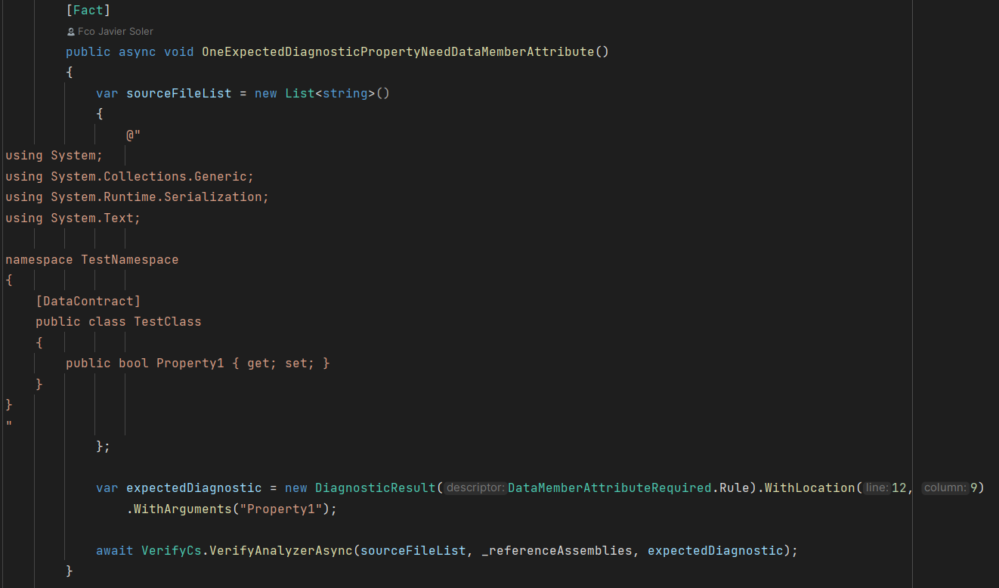 [Fact]
Fco Javier Soler
public async void OneExpectedDiagnosticPropertyNeedDataMemberAttribute()
{
var sourceFileList = new List<string>()
{
@"
using System;
using System.Collections.Generic;
using System.Runtime.Serialization;
using System.Text;
namespace TestNamespace
{
[DataContract]
public class TestClass
{
public bool Property1 { get; set; }
}
}
"
};
var expectedDiagnostic = new DiagnosticResult(descriptor:DataMemberAttributeRequired.Rule).WithLocation(line:12, column:9)
.WithArguments("Property1");
await VerifyCs.VerifyAnalyzerAsync(sourceFileList, _referenceAssemblies, expectedDiagnostic);
}